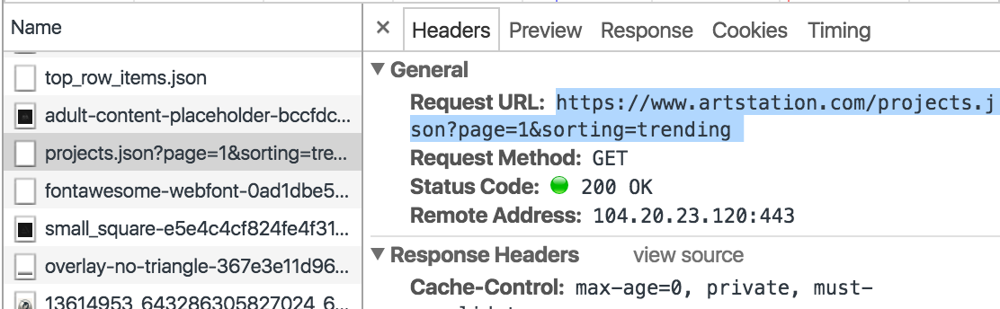 Name
top_row_items.json
adult-content-placeholder-bccfdc...
projects.json?page=1&sorting=tre...
fontawesome-webfont-0ad1dbe5...
small_square-e5e4c4cf824fe4f31...
overlay-no-triangle-367e3e11d96...
13614953_643286305827024_6...
× Headers Preview Response Cookies Timing
▼ General
Request URL: https://www.artstation.com/projects.j
son?page=1&sorting=trending
Request Method: GET
Status Code: 200 OK
Remote Address: 104.20.23.120:443
▼ Response Headers view source
Cache-Control: max-age=0, private, must-